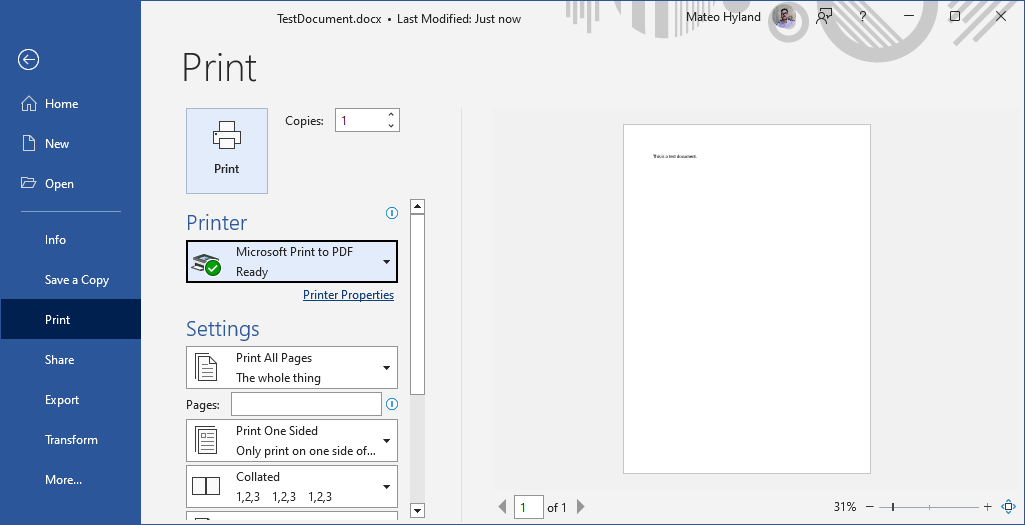 TestDocument.docx • Last Modified: Just now
Mateo Hyland
?
Print
Home
New
Open
Info
Save a Copy
Print
Share
Export
Transform
More...
Print
Copies: 1
Printer
Microsoft Print to PDF
Ready
Printer Properties
Settings
Print All Pages
The whole thing
Pages:
Print One Sided
Only print on one side of...
Collated
1,2,3 1,2,3 1,2,3
This is a test document.
1 of 1
31%